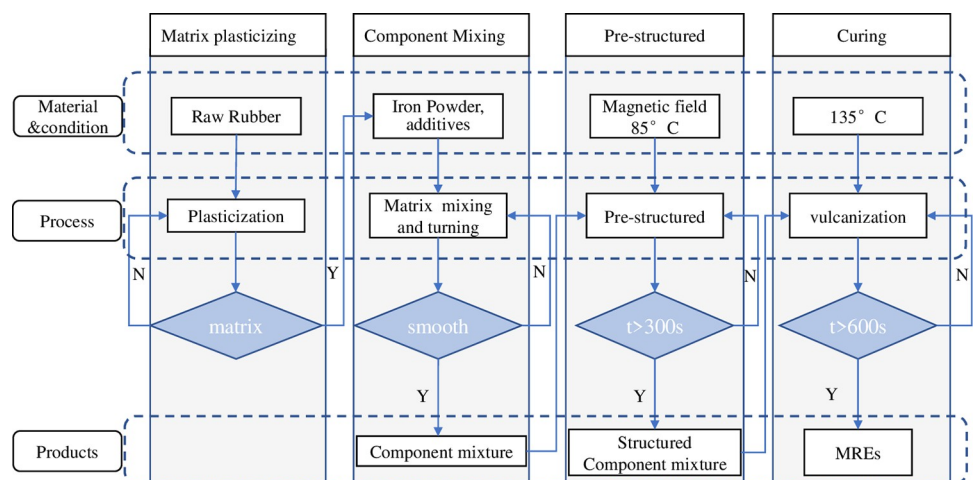 Matrix plasticizing
Component Mixing
Pre-structured
Curing
Material
&condition
Raw Rubber
Iron Powder,
additives
Magnetic field
85° C
135° C
Process
Plasticization
Matrix mixing
and turning
Pre-structured
vulcanization
N
Y
N
N
N
matrix
smooth
t>300s
t>600s
Y
Y
Y
Products
Component mixture
Structured
Component mixture
MREs